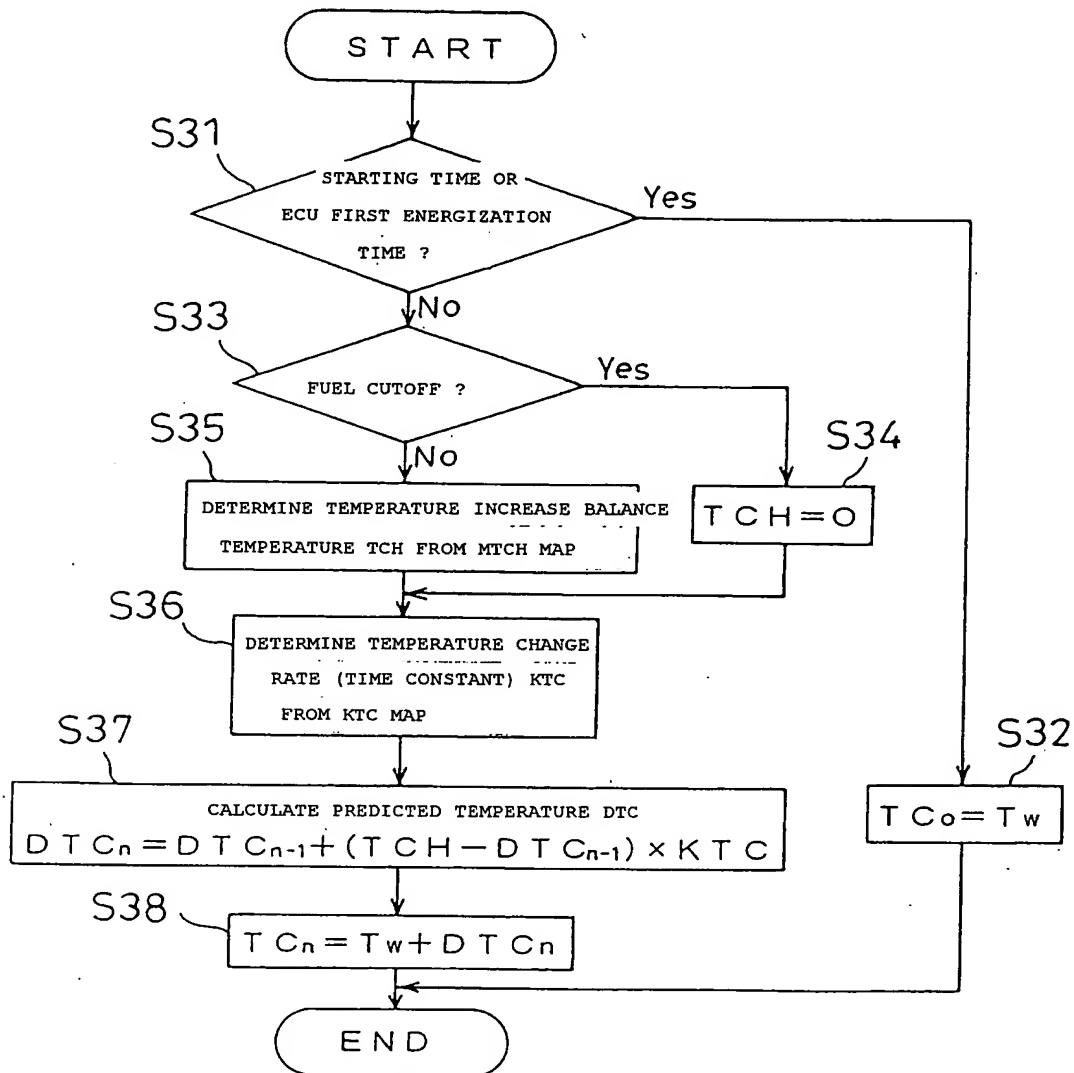 START
S31
STARTING TIME OR
ECU FIRST ENERGIZATION
TIME ?
Yes
No
S33
FUEL CUTOFF ?
Yes
No
S35
DETERMINE TEMPERATURE INCREASE BALANCE
TEMPERATURE TCH FROM MTCH MAP
S34
TCH=0
S36
DETERMINE TEMPERATURE CHANGE
RATE (TIME CONSTANT) KTC
FROM KTC MAP
S37
CALCULATE PREDICTED TEMPERATURE DTC
DTCn=DTCn-1+(TCH-DTCn-1)×KTC
S32
TCo=Tw
S38
TCn=Tw+DTCn
END